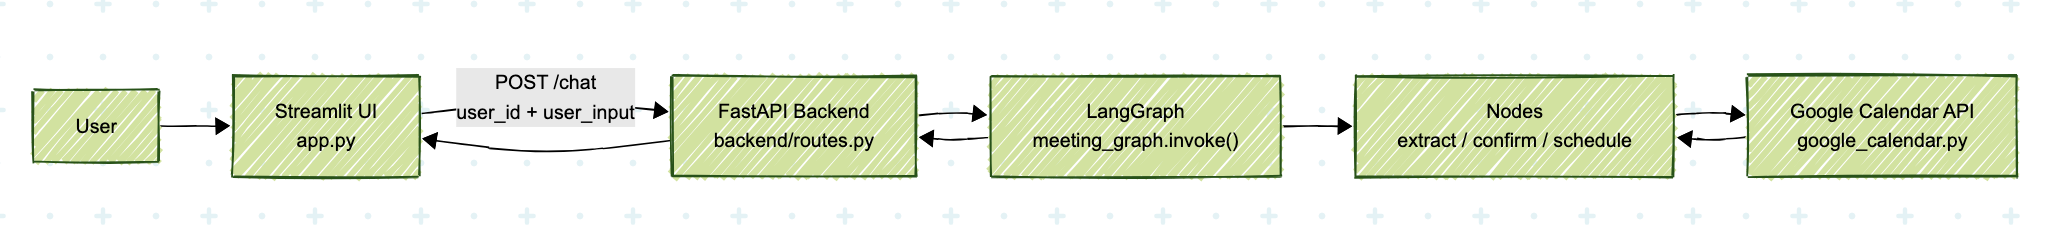 User
Streamlit UI
app.py
POST /chat
user_id + user_input
FastAPI Backend
backend/routes.py
LangGraph
meeting_graph.invoke()
Nodes
extract / confirm / schedule
Google Calendar API
google_calendar.py